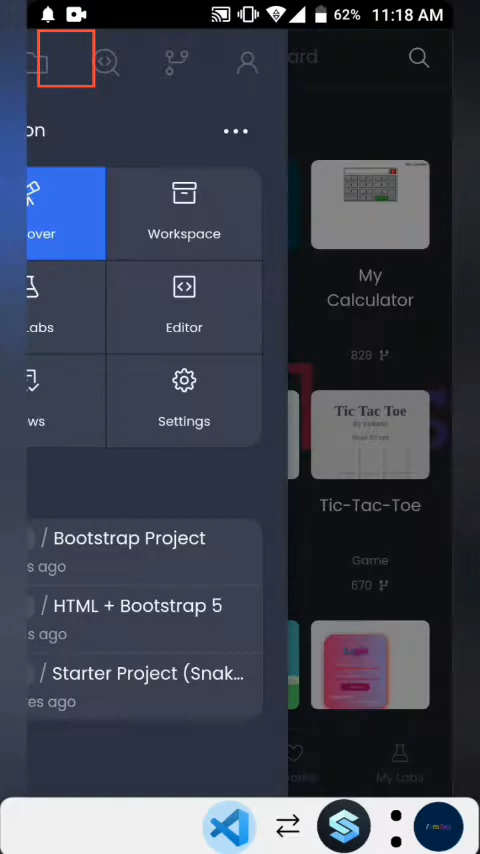 62% 11:18 AM
ard
on
My
Calculator
over
Workspace
828
Labs
Editor
Tic Tac Toe
ws
Settings
Tic-Tac-Toe
/ Bootstrap Project
s ago
Game
670
/ HTML + Bootstrap 5
s ago
/ Starter Project (Snak...
es ago
My Labs